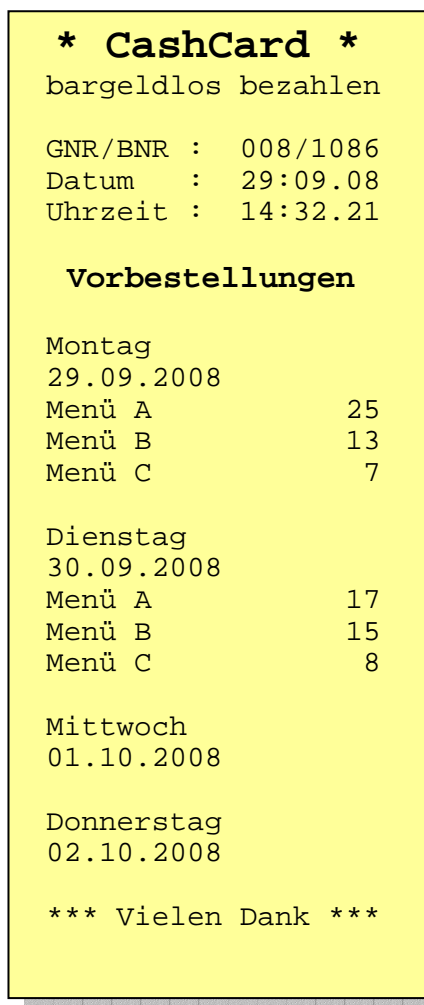 * CashCard *
bargeldlos bezahlen
GNR/BNR : 008/1086
Datum : 29:09.08
Uhrzeit : 14:32.21
Vorbestellungen
Montag
29.09.2008
Menü A 25
Menü B 13
Menü C 7
Dienstag
30.09.2008
Menü A 17
Menü B 15
Menü C 8
Mittwoch
01.10.2008
Donnerstag
02.10.2008
*** Vielen Dank ***